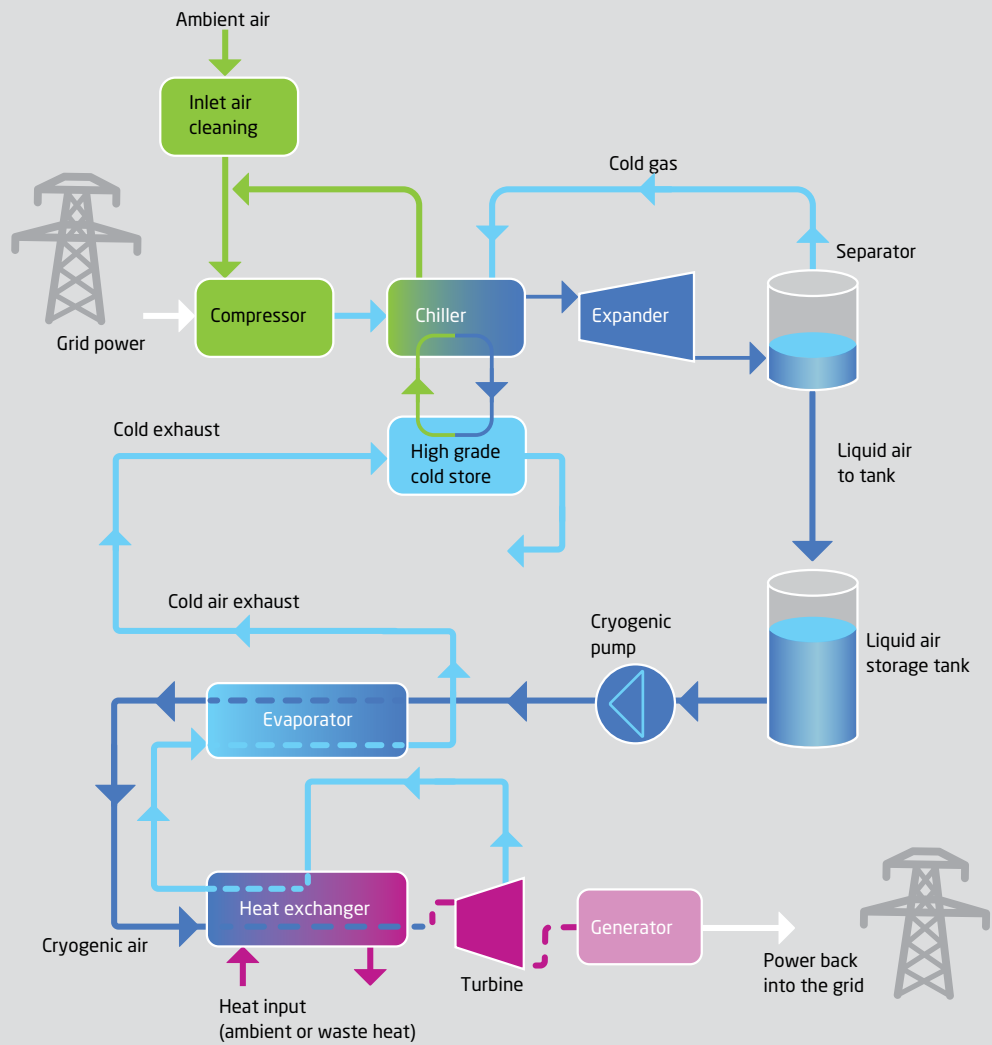 Ambient air
Inlet air
cleaning
Cold gas
Separator
Grid power
Compressor
Chiller
Expander
Cold exhaust
High grade
cold store
Liquid air
to tank
Cold air exhaust
Cryogenic
pump
Liquid air
storage tank
Evaporator
Heat exchanger
Cryogenic air
Turbine
Generator
Power back
into the grid
Heat input
(ambient or waste heat)